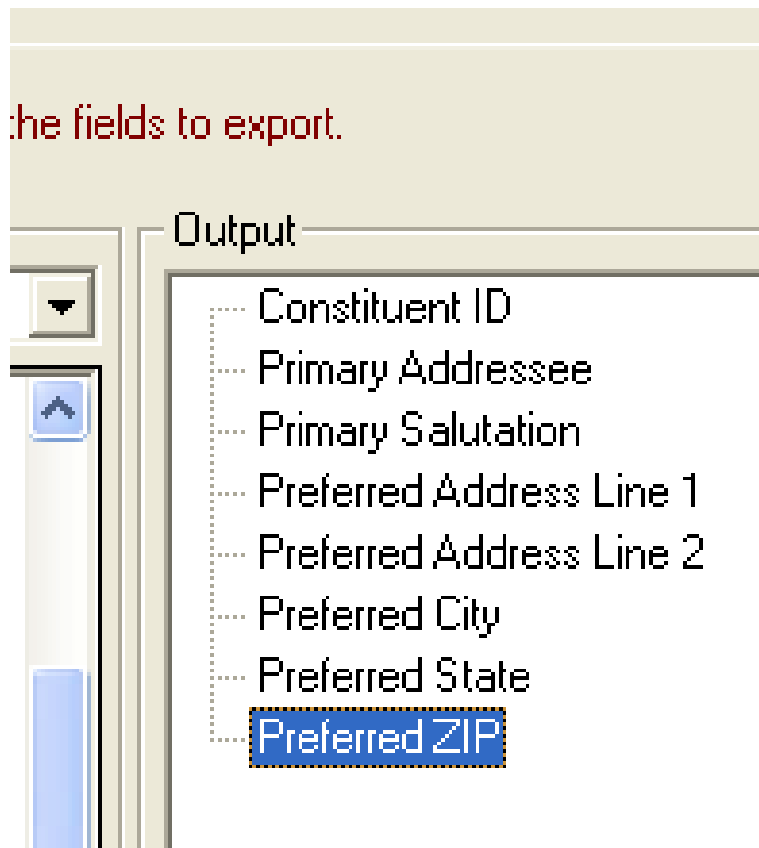 the fields to export.
Output
Constituent ID
Primary Addressee
Primary Salutation
Preferred Address Line 1
Preferred Address Line 2
Preferred City
Preferred State
Preferred ZIP